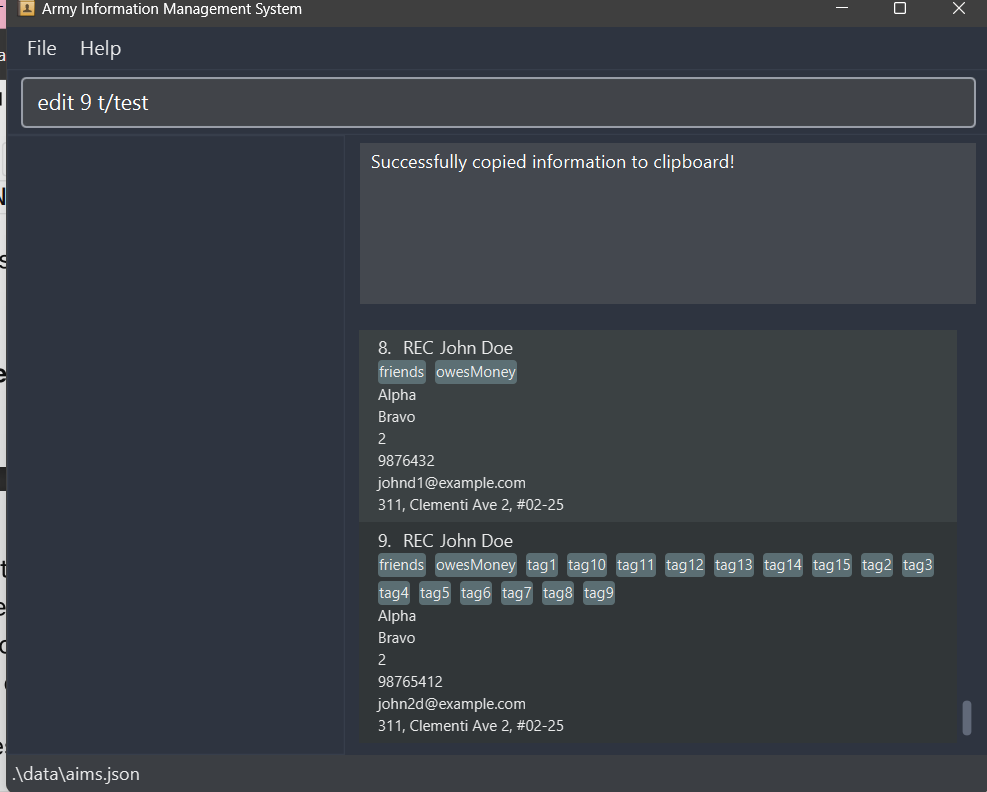 Army Information Management System
File Help
edit 9 t/test
Successfully copied information to clipboard!
8. REC John Doe
friends owesMoney
Alpha
Bravo
2
9876432
johnd1@example.com
311, Clementi Ave 2, #02-25
9. REC John Doe
friends owesMoney tag1 tag10 tag11 tag12 tag13 tag14 tag15 tag2 tag3
tag4 tag5 tag6 tag7 tag8 tag9
Alpha
Bravo
2
98765412
john2d@example.com
311, Clementi Ave 2, #02-25
.\data\aims.json